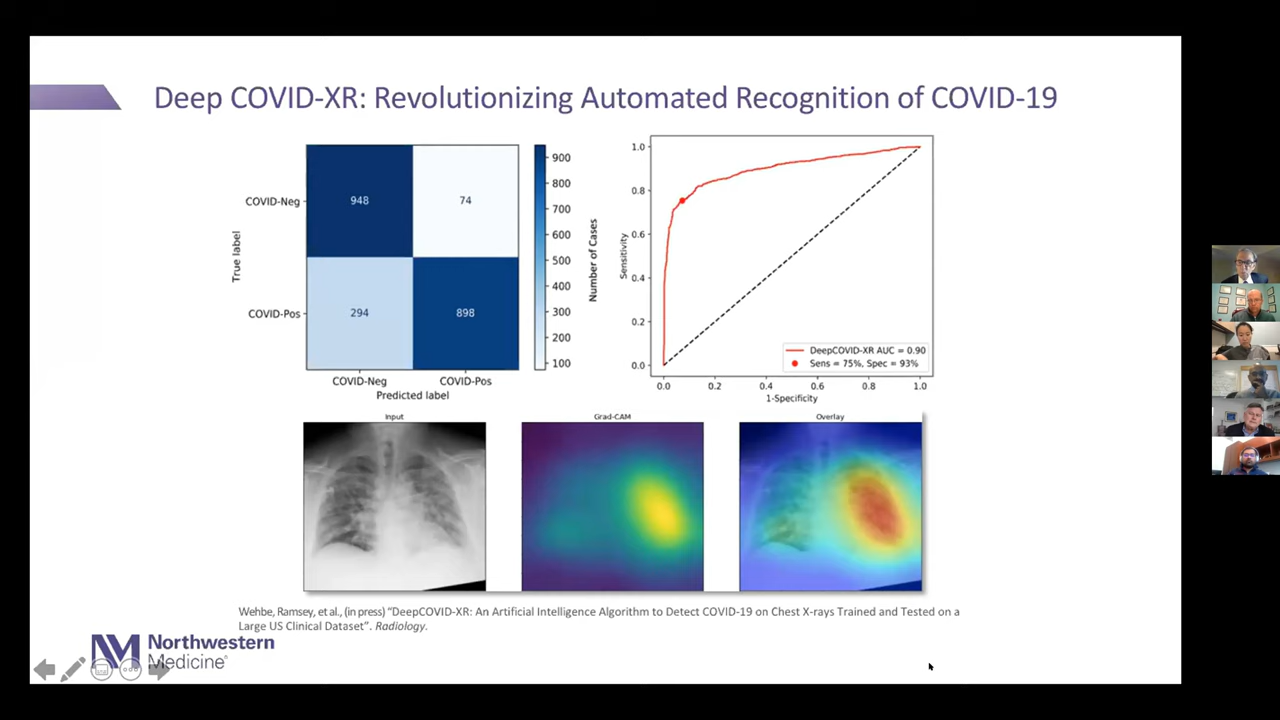 Deep COVID-XR: Revolutionizing Automated Recognition of COVID-19
COVID-Neg
COVID-Pos
True label
948
74
294
898
COVID-Neg
COVID-Pos
Predicted label
900
800
700
600
500
400
300
200
100
Number of Cases
Sensitivity
1.0
0.8
0.6
0.4
0.2
0.0
DeepCOVID-XR AUC = 0.90
Sens = 75%, Spec = 93%
0.0
0.2
0.4
0.6
0.8
1.0
1-Specificity
Input
Grad-CAM
Overlay
Wehbe, Ramsey, et al., (in press) “DeepCOVID-XR: An Artificial Intelligence Algorithm to Detect COVID-19 on Chest X-rays Trained and Tested on a
Large US Clinical Dataset”. Radiology.
NM
Northwestern
Medicine®